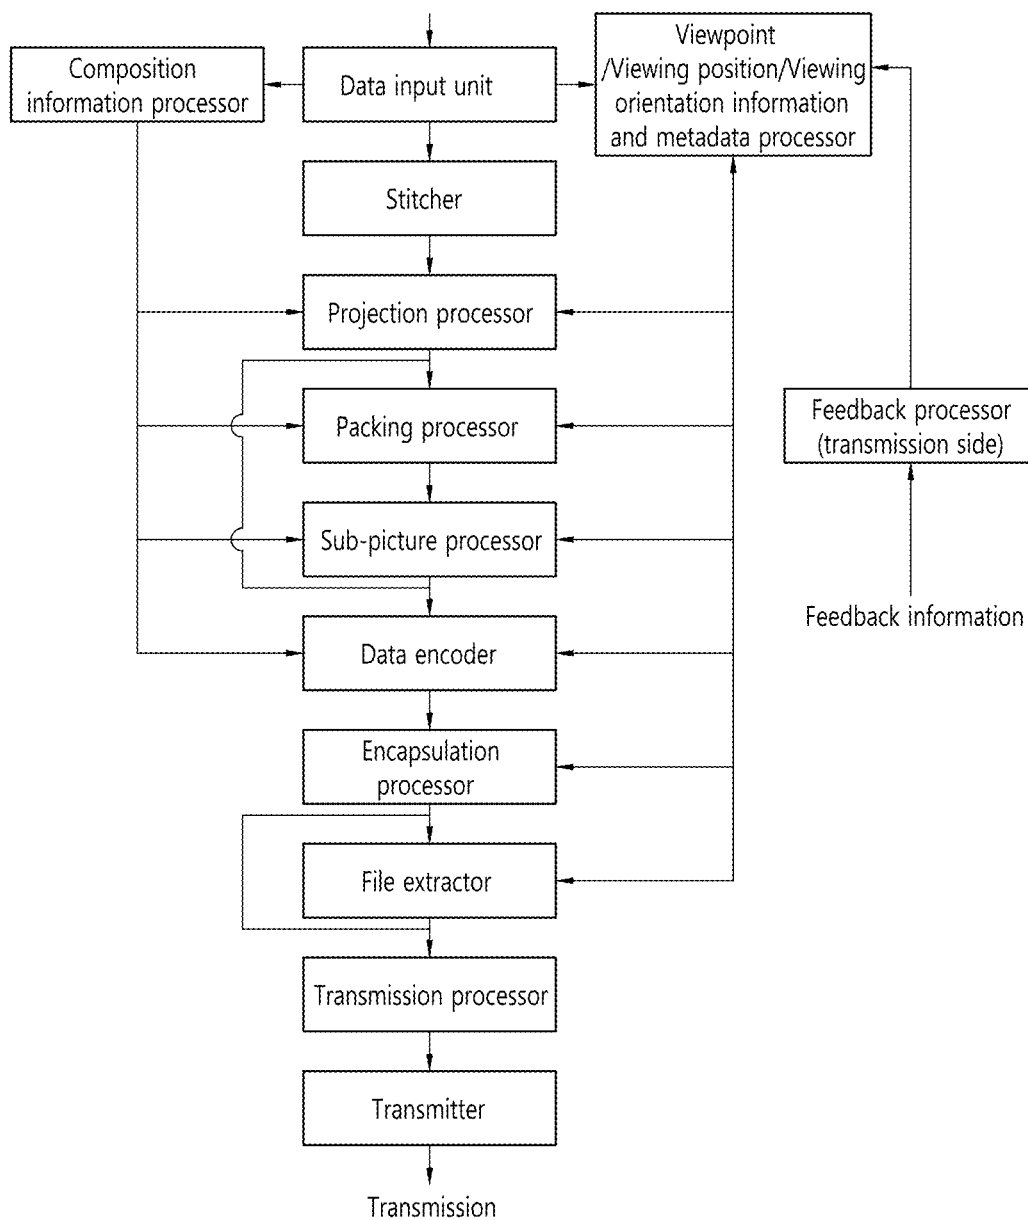 Composition
information processor
Data input unit
Viewpoint
/Viewing position/Viewing
orientation information
and metadata processor
Stitcher
Projection processor
Packing processor
Feedback processor
(transmission side)
Sub-picture processor
Feedback information
Data encoder
Encapsulation
processor
File extractor
Transmission processor
Transmitter
Transmission